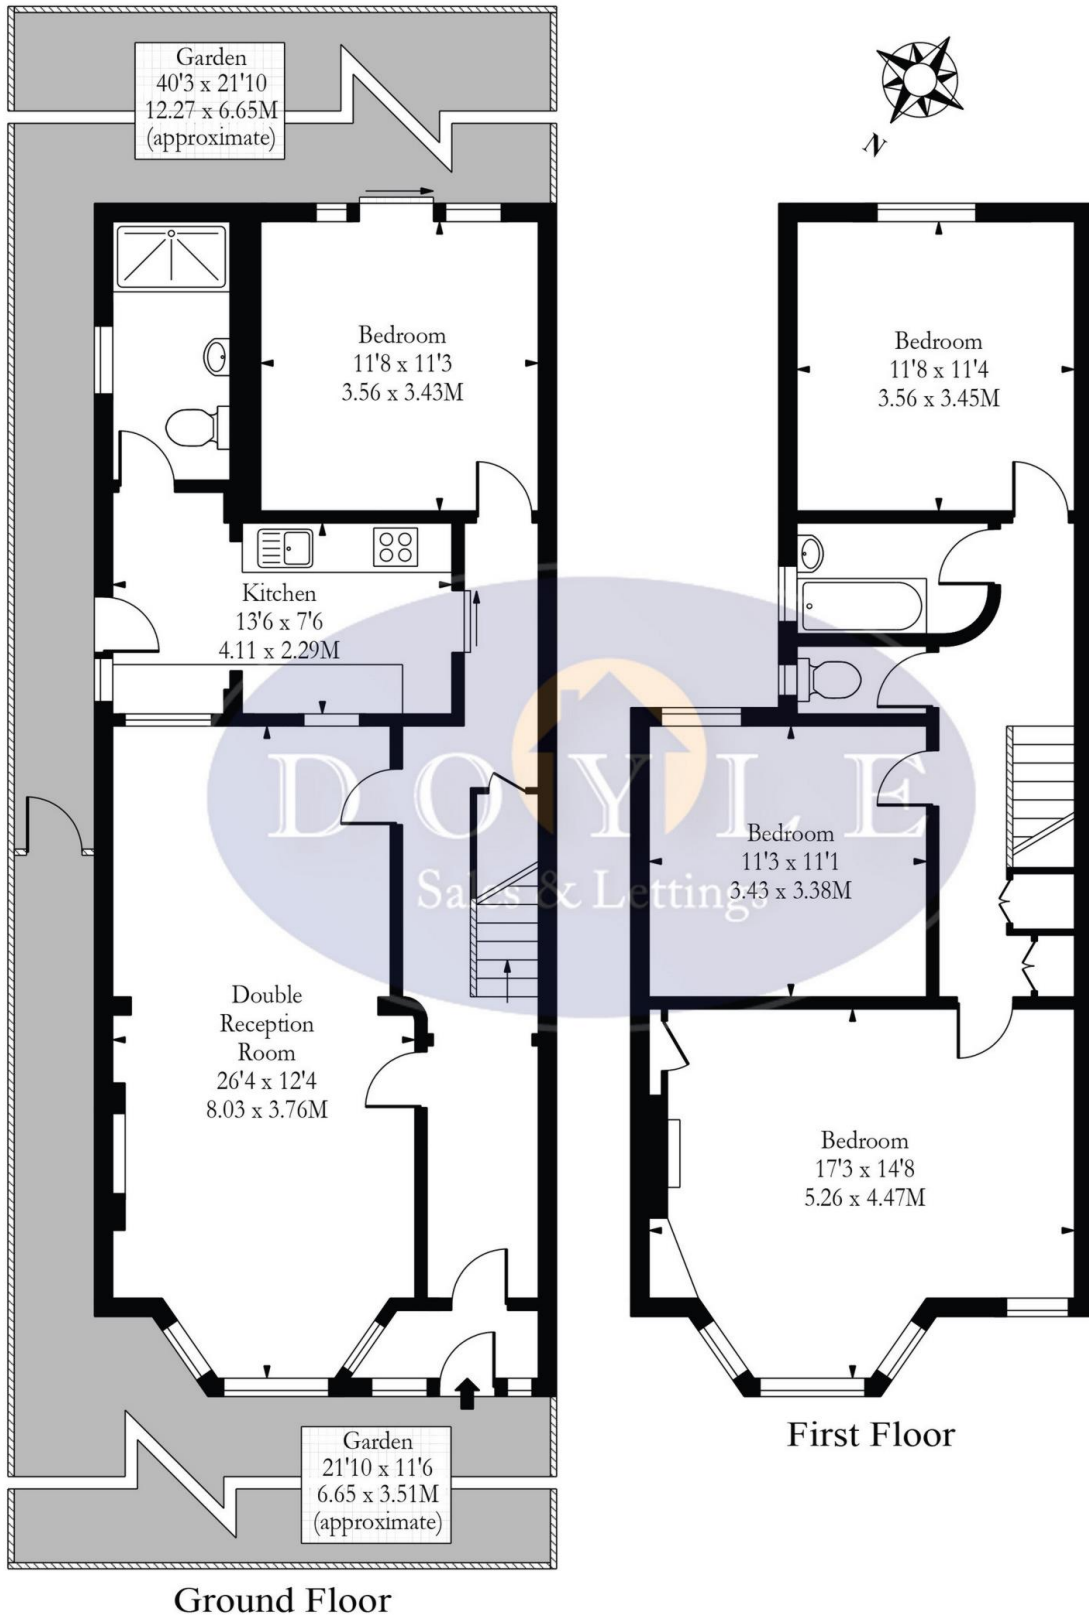 Garden
40'3 x 21'10
12.27 x 6.65M
(approximate)
N
Bedroom
11'8 x 11'3
3.56 x 3.43M
Bedroom
11'8 x 11'4
3.56 x 3.45M
Kitchen
13'6 x 7'6
4.11 x 2.29M
DOYLE
Sales & Lettings
Bedroom
11'3 x 11'1
3.43 x 3.38M
Double
Reception
Room
26'4 x 12'4
8.03 x 3.76M
Bedroom
17'3 x 14'8
5.26 x 4.47M
Garden
21'10 x 11'6
6.65 x 3.51M
(approximate)
First Floor
Ground Floor